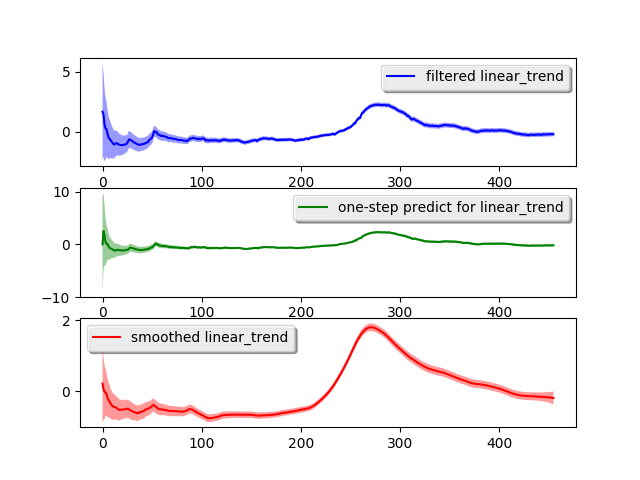 filtered linear_trend
5
0
0 100 200 300 400
one-step predict for linear_trend
10
0
−10
0 100 200 300 400
smoothed linear_trend
2
0
0 100 200 300 400